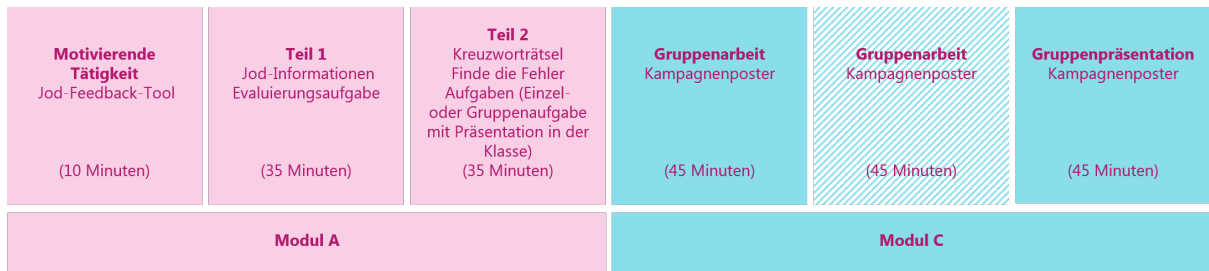 Motivierende
Tätigkeit
Jod-Feedback-Tool
(10 Minuten)
Teil 1
Jod-Informationen
Evaluierungsaufgabe
(35 Minuten)
Teil 2
Kreuzworträtsel
Finde die Fehler
Aufgaben (Einzel-
oder Gruppenaufgabe
mit Präsentation in der
Klasse)
(35 Minuten)
Gruppenarbeit
Kampagnenposter
(45 Minuten)
Gruppenarbeit
Kampagnenposter
(45 Minuten)
Gruppenpräsentation
Kampagnenposter
(45 Minuten)
Modul A
Modul C